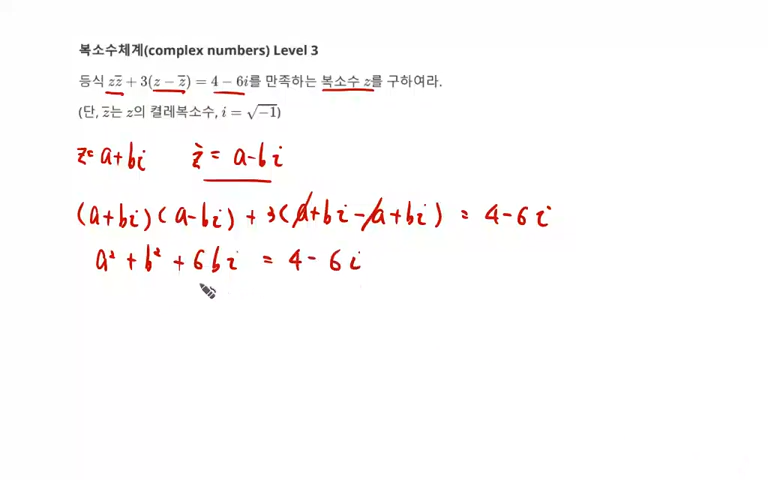 복소수체계(complex numbers) Level 3
등식 zz̄ + 3(z − z̄) = 4 − 6i를 만족하는 복소수 z를 구하여라.
(단, z̄는 z의 켤레복소수, i = √−1)
z = a+bi z̄ = a-bi
(a+bi)(a-bi) + 3(a+bi-a+bi) = 4-6i
a² + b² + 6bi = 4-6i